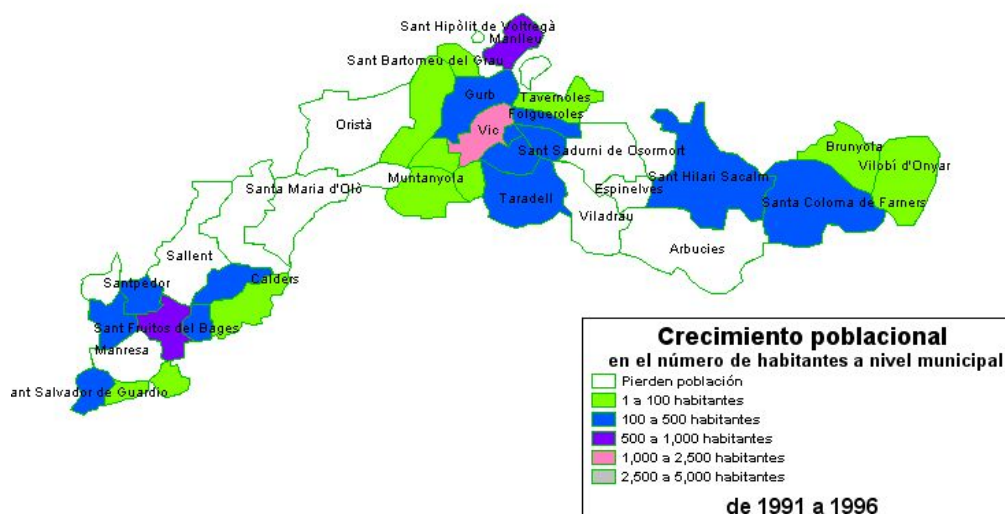 Sant Hipòlit de Voltregà
Manlleu
Sant Bartomeu del Grau
Gurb
Tavernoles
Folgueroles
Oristà
Vic
Brunyola
Sant Sadurni de Osormort
Vilobí d'Onyar
Muntanyola
Santa Maria d'Olò
Sant Hilari Sacalm
Espinelves
Taradell
Santa Coloma de Farners
Viladrau
Arbucies
Sallent
Calders
Santpedor
Sant Fruitos del Bages
Manresa
ant Salvador de Guardio
Crecimiento poblacional
en el número de habitantes a nivel municipal
Pierden población
1 a 100 habitantes
100 a 500 habitantes
500 a 1,000 habitantes
1,000 a 2,500 habitantes
2,500 a 5,000 habitantes
de 1991 a 1996